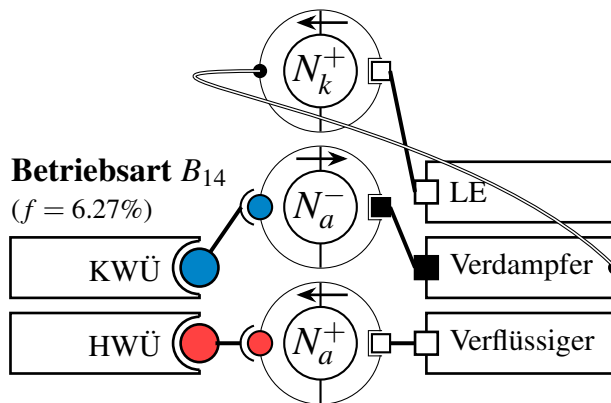 N_k^+
Betriebsart B_14
(f = 6.27%)
N_a^-
LE
KWÜ
Verdampfer
HWÜ
N_a^+
Verflüssiger